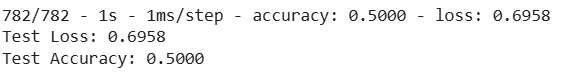 782/782 - 1s - 1ms/step - accuracy: 0.5000 - loss: 0.6958
Test Loss: 0.6958
Test Accuracy: 0.5000